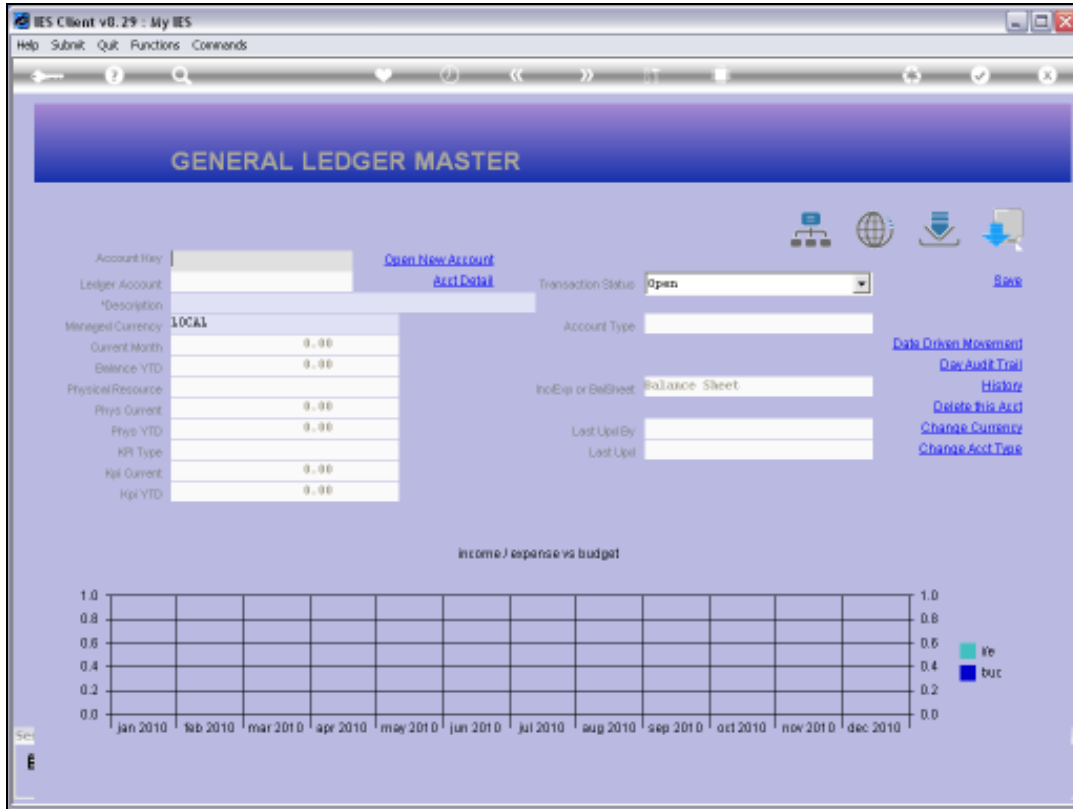 IES Client v8.29 : My IES
Help Submit Quit Functions Commands
GENERAL LEDGER MASTER
Account Key
Open New Account
Ledger Account
Acct Detail
Transaction Status Open
Save
*Description
Managed Currency LOCAL
Account Type
Current Month 0.00
Date Driven Movement
Balance YTD 0.00
Day Audit Trail
Physical Resource
Inc/Exp or BalSheet Balance Sheet
History
Phys Current 0.00
Delete this Acct
Phys YTD 0.00
Last Upd By
Change Currency
KPI Type
Last Upd
Change Acct Type
Kpi Current 0.00
Kpi YTD 0.00
income / expense vs budget
1.0 1.0
0.8 0.8
0.6 0.6
i/e
0.4 0.4
buc
0.2 0.2
0.0 0.0
jan 2010 feb 2010 mar 2010 apr 2010 may 2010 jun 2010 jul 2010 aug 2010 sep 2010 oct 2010 nov 2010 dec 2010